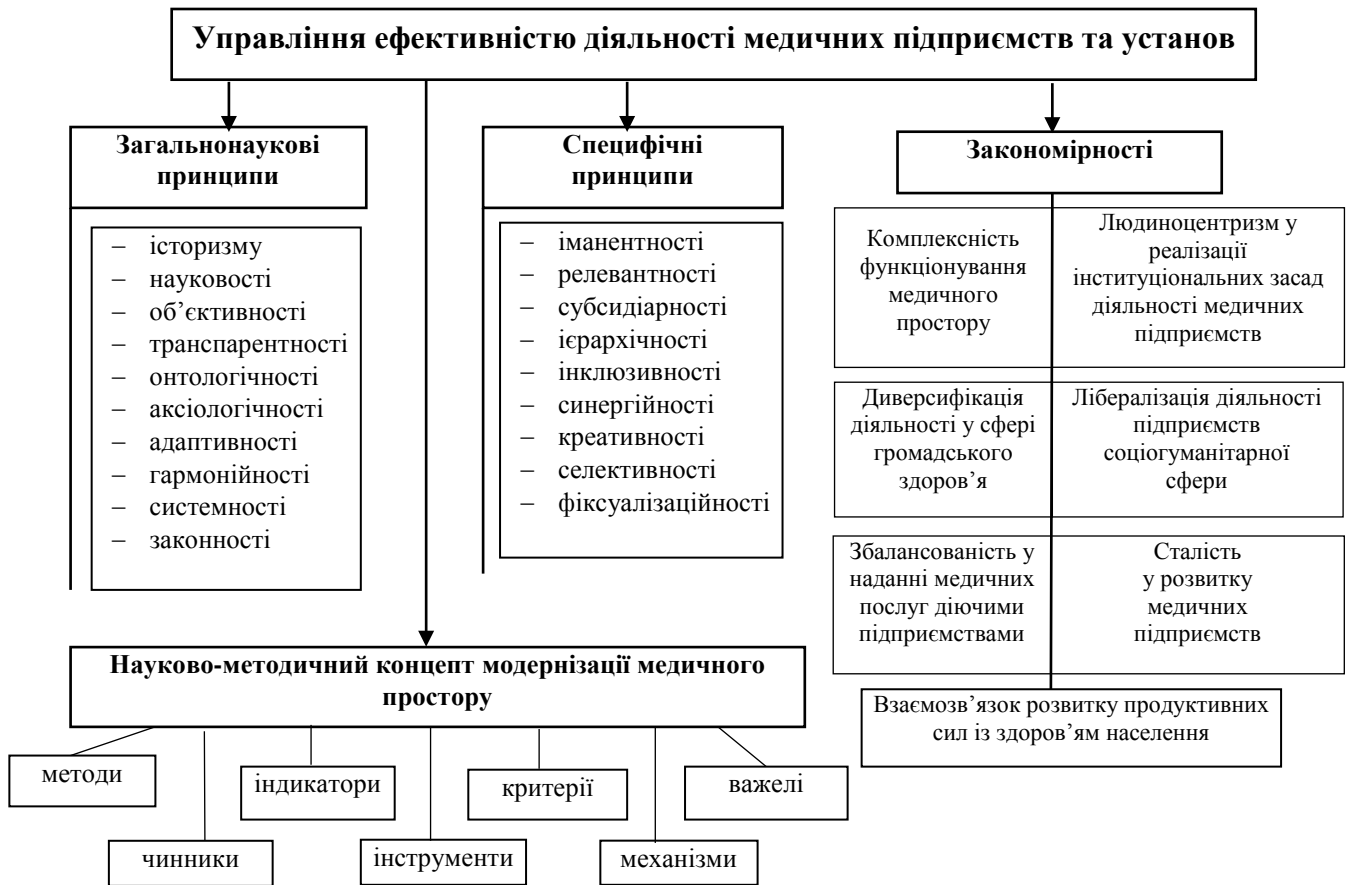 Управління ефективністю діяльності медичних підприємств та установ
Загальнонаукові
принципи
– історизму
– науковості
– об’єктивності
– транспарентності
– онтологічності
– аксіологічності
– адаптивності
– гармонійності
– системності
– законності
Специфічні
принципи
– іманентності
– релевантності
– субсидіарності
– ієрархічності
– інклюзивності
– синергійності
– креативності
– селективності
– фіксуалізаційності
Закономірності
Комплексність
функціонування
медичного
простору
Людиноцентризм у
реалізації
інституціональних засад
діяльності медичних
підприємств
Диверсифікація
діяльності у сфері
громадського
здоров’я
Лібералізація діяльності
підприємств
соціогуманітарної
сфери
Збалансованість у
наданні медичних
послуг діючими
підприємствами
Сталість
у розвитку
медичних
підприємств
Взаємозв’язок розвитку продуктивних
сил із здоров’ям населення
Науково-методичний концепт модернізації медичного
простору
методи
індикатори
критерії
важелі
чинники
інструменти
механізми